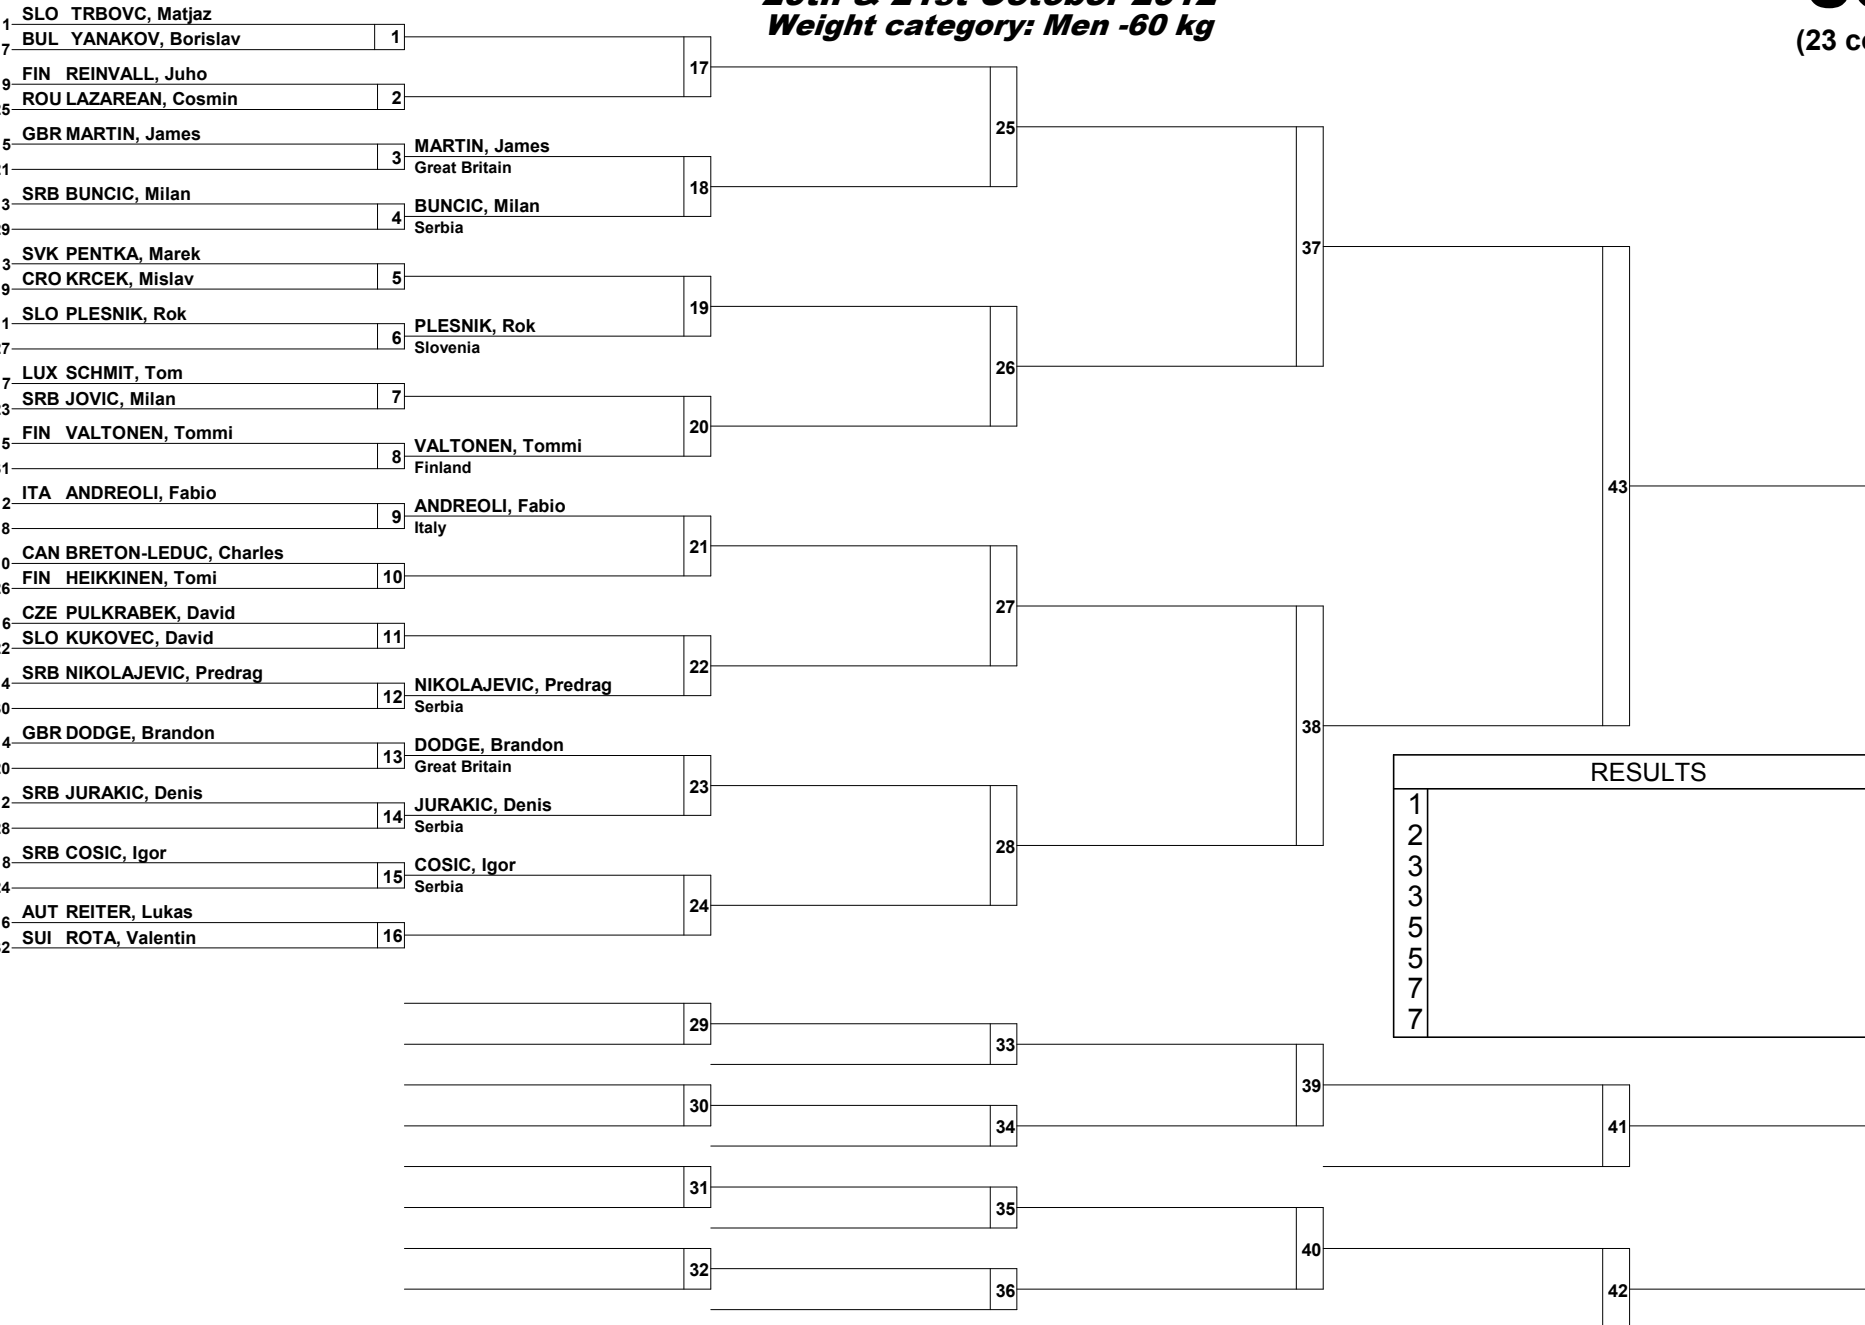 Weight category: Men -60 kg
(23 c
SLO TRBOVC, Matjaz
BUL YANAKOV, Borislav
1
FIN REINVALL, Juho
ROU LAZAREAN, Cosmin
2
GBR MARTIN, James
3
MARTIN, James
Great Britain
SRB BUNCIC, Milan
4
BUNCIC, Milan
Serbia
SVK PENTKA, Marek
CRO KRCEK, Mislav
5
SLO PLESNIK, Rok
6
PLESNIK, Rok
Slovenia
LUX SCHMIT, Tom
SRB JOVIC, Milan
7
FIN VALTONEN, Tommi
8
VALTONEN, Tommi
Finland
ITA ANDREOLI, Fabio
9
ANDREOLI, Fabio
Italy
CAN BRETON-LEDUC, Charles
FIN HEIKKINEN, Tomi
10
CZE PULKRABEK, David
SLO KUKOVEC, David
11
SRB NIKOLAJEVIC, Predrag
12
NIKOLAJEVIC, Predrag
Serbia
GBR DODGE, Brandon
13
DODGE, Brandon
Great Britain
SRB JURAKIC, Denis
14
JURAKIC, Denis
Serbia
SRB COSIC, Igor
15
COSIC, Igor
Serbia
AUT REITER, Lukas
SUI ROTA, Valentin
16
17
18
19
20
21
22
23
24
25
26
27
28
37
38
43
RESULTS
1
2
3
3
5
5
7
7
29
30
31
32
33
34
35
36
39
40
41
42